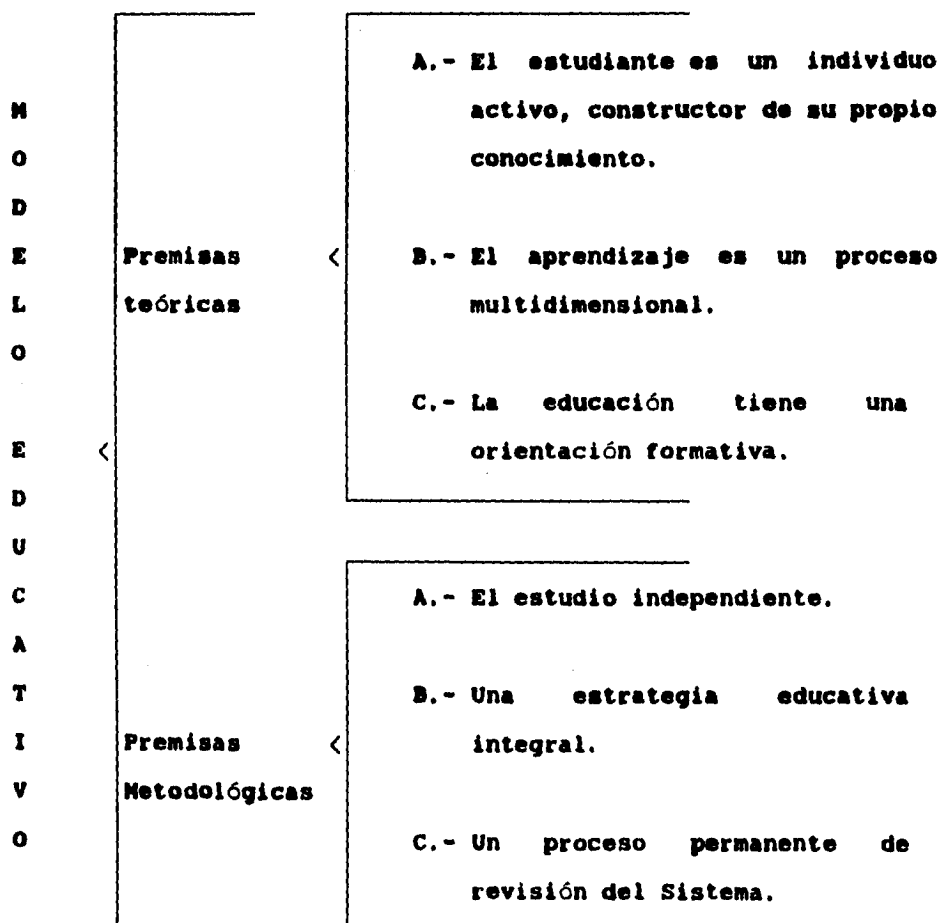 MODELO EDUCATIVO
Premisas
teóricas
A.- El estudiante es un individuo
activo, constructor de su propio
conocimiento.
B.- El aprendizaje es un proceso
multidimensional.
C.- La educación tiene una
orientación formativa.
Premisas
Metodológicas
A.- El estudio independiente.
B.- Una estrategia educativa
integral.
C.- Un proceso permanente de
revisión del Sistema.